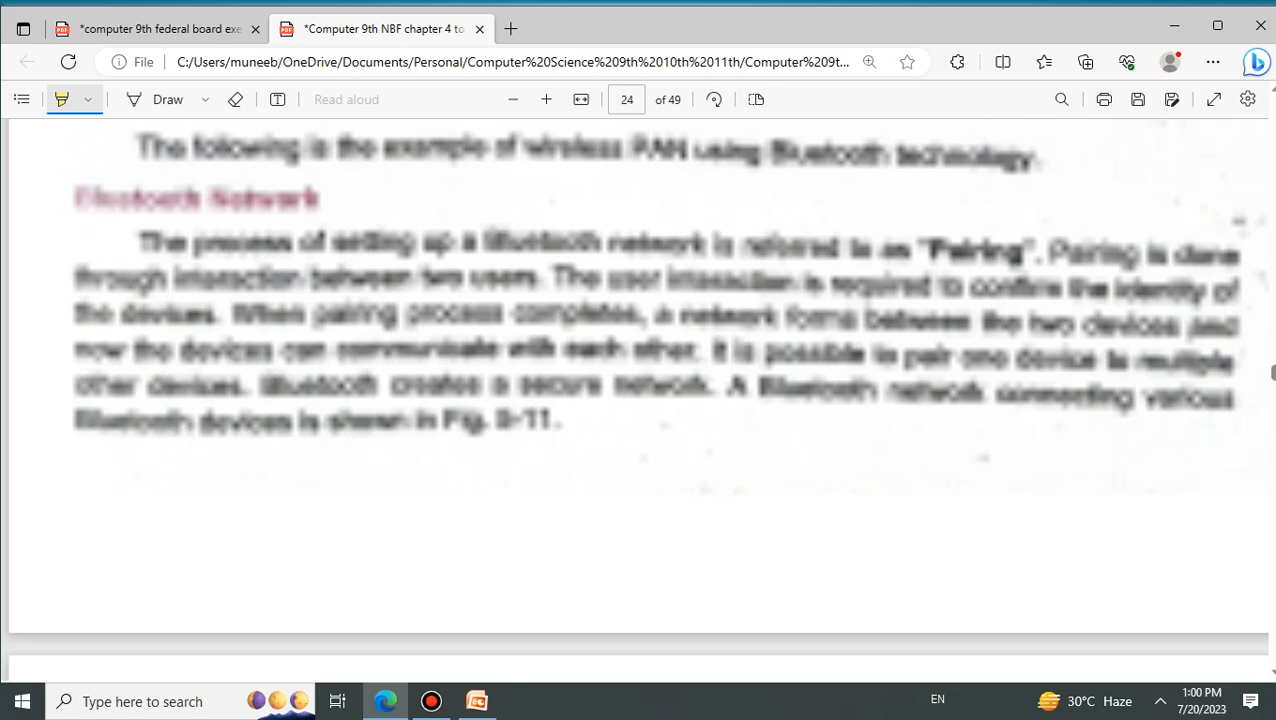 *computer 9th federal board exe
*Computer 9th NBF chapter 4 to
File C:/Users/muneeb/OneDrive/Documents/Personal/Computer%20Science%209th%2010th%2011th/Computer%209t...
Draw Read aloud 24 of 49
The following is the example of wireless PAN using Bluetooth technology.
Bluetooth Network
The process of setting up a Bluetooth network is referred to as "Pairing". Pairing is done
through interaction between two users. The user interaction is required to confirm the identity of
the devices. When pairing process completes, a network forms between the two devices and
now the devices can communicate with each other. It is possible to pair one device to multiple
other devices. Bluetooth creates a secure network. A Bluetooth network connecting various
Bluetooth devices is shown in Fig.
Type here to search
EN
30°C Haze
1:00 PM
7/20/2023